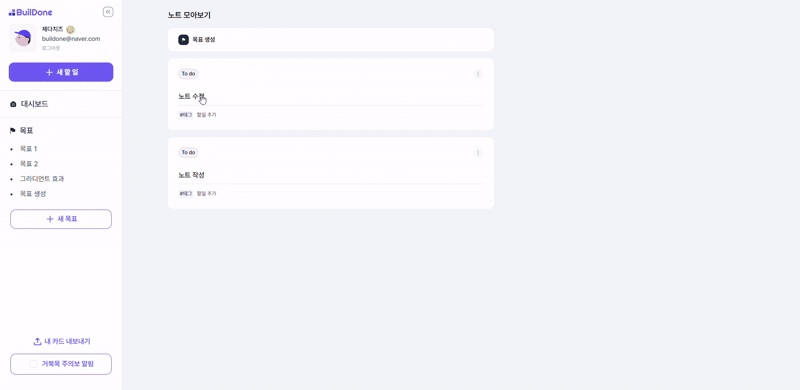 BuilDone
제다치즈
buildone@naver.com
로그아웃
+ 새 할 일
대시보드
목표
• 목표 1
• 목표 2
• 그라디언트 효과
• 목표 생성
+ 새 목표
내 카드 내보내기
거북목 주의보 알림
노트 모아보기
목표 생성
To do
노트 수정
#태그 할일 추가
To do
노트 작성
#태그 할일 추가